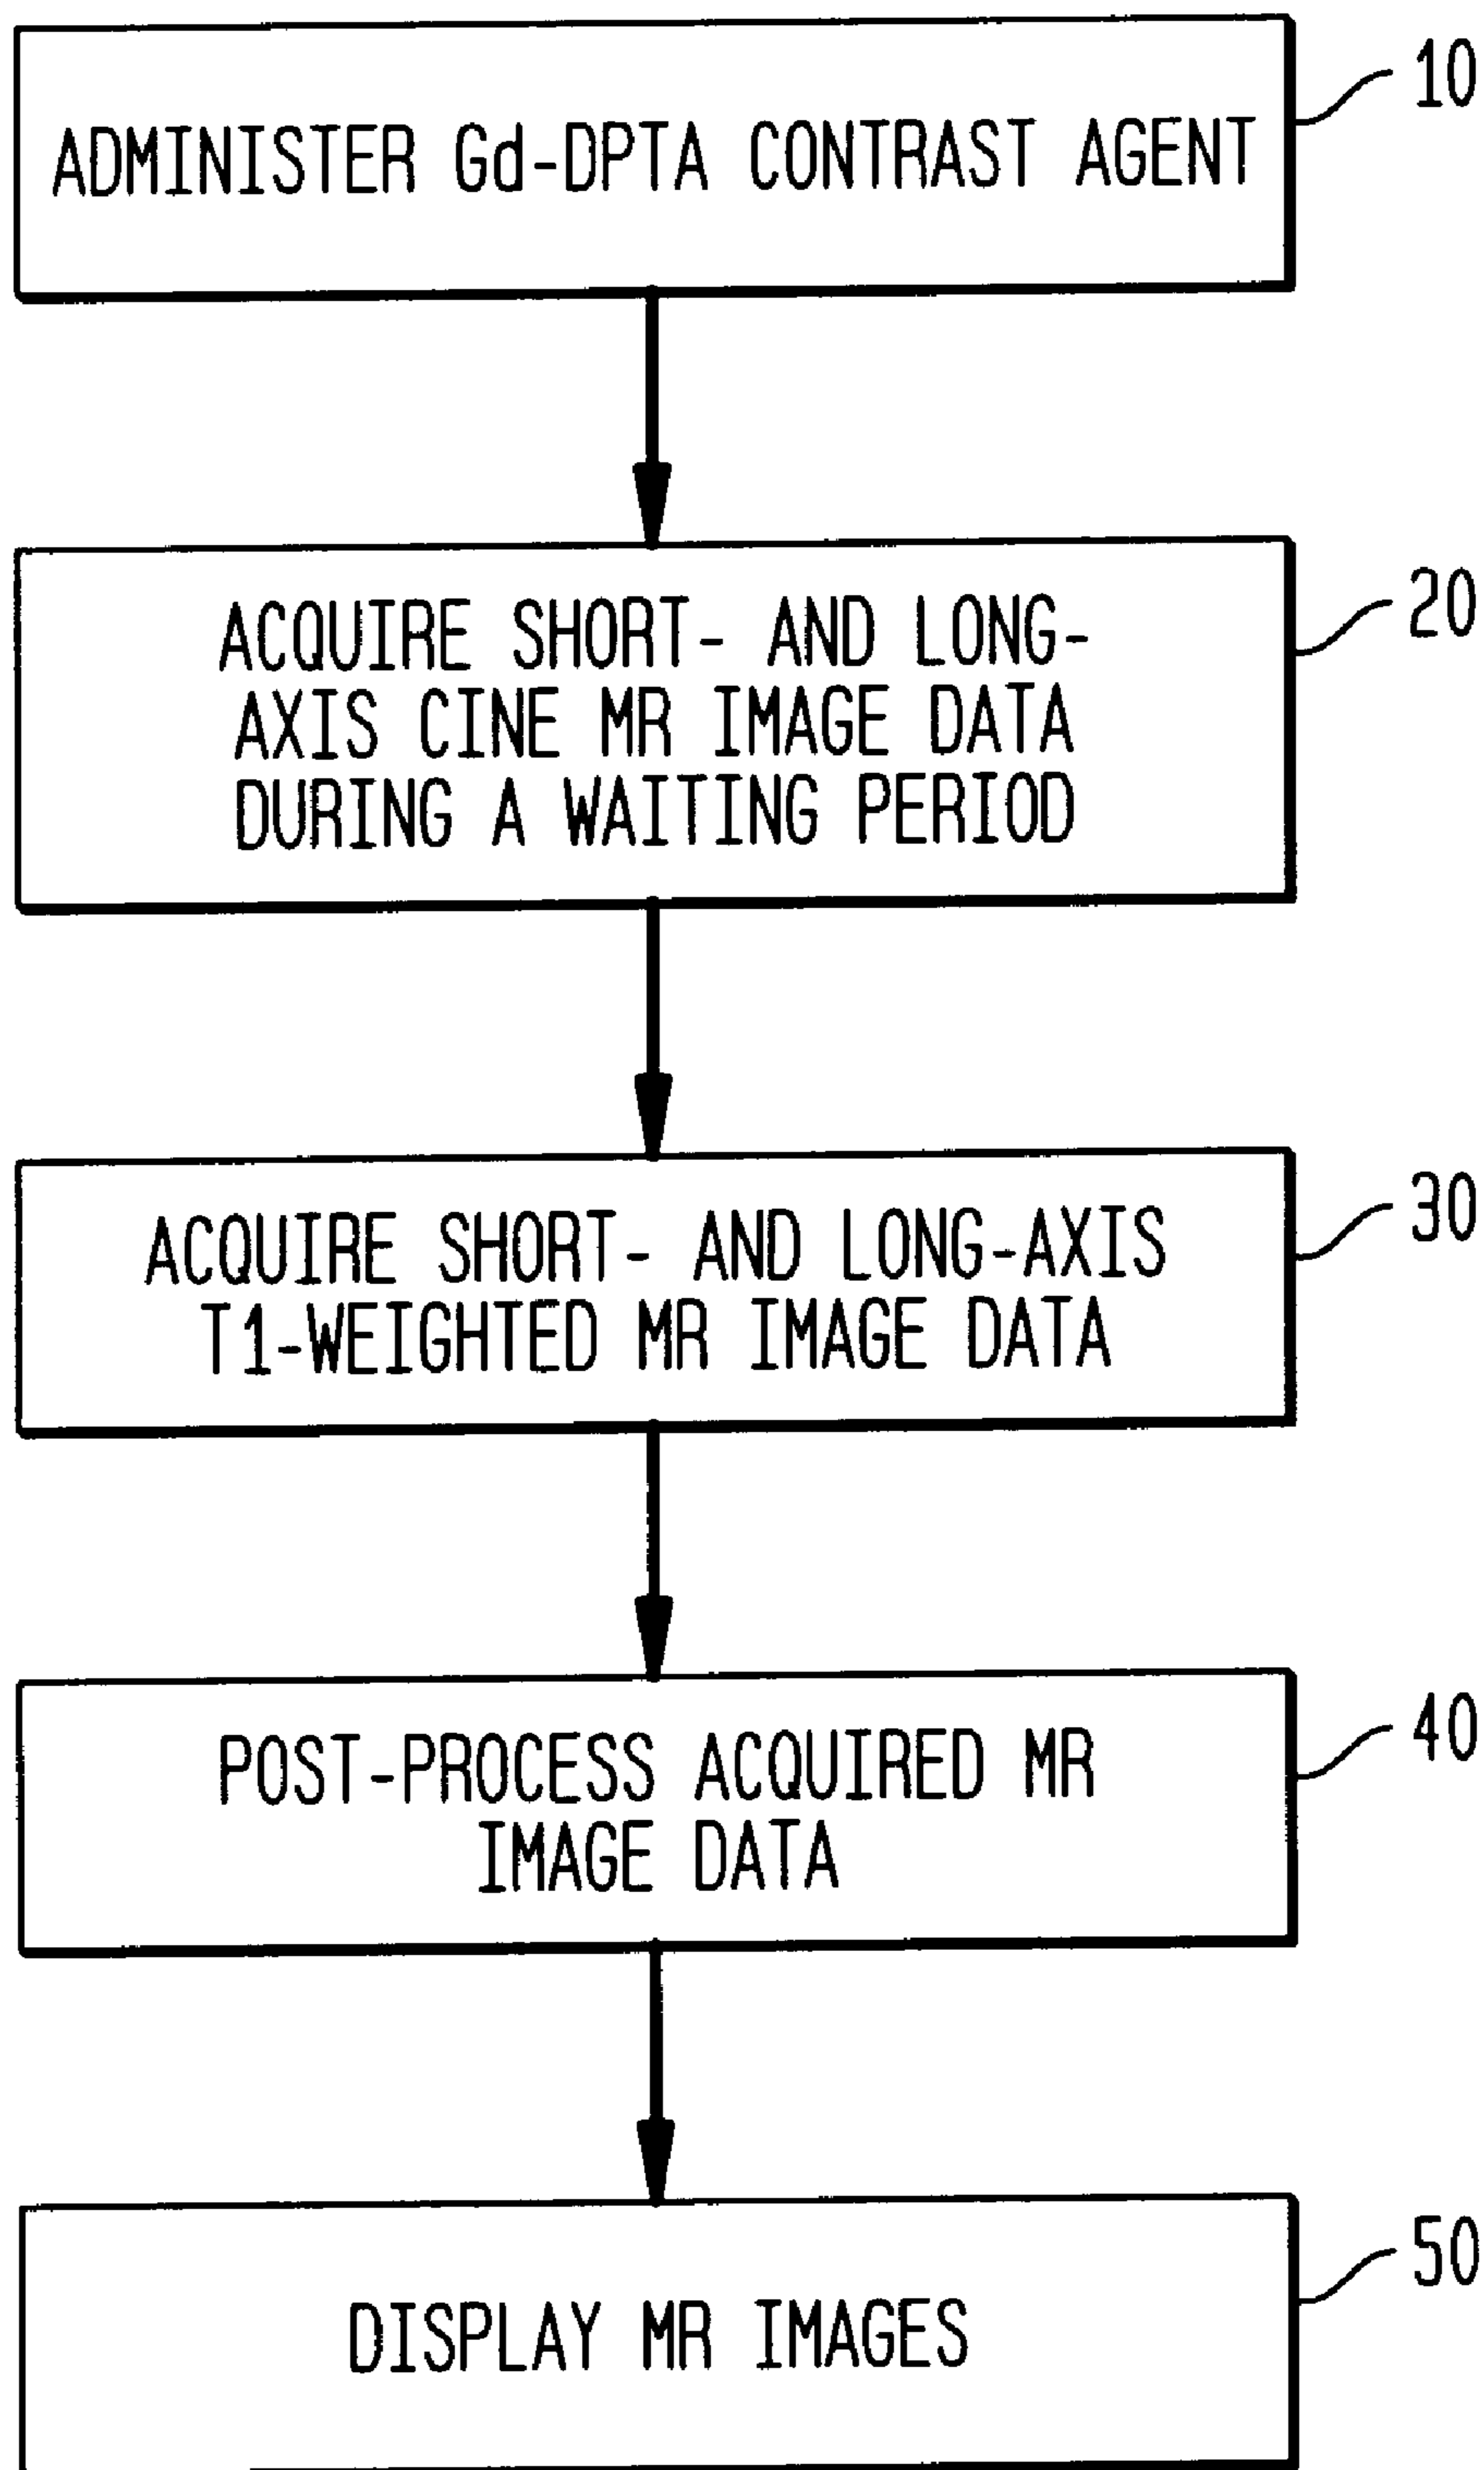 ADMINISTER Gd-DPTA CONTRAST AGENT
10
ACQUIRE SHORT- AND LONG-
AXIS CINE MR IMAGE DATA
DURING A WAITING PERIOD
20
ACQUIRE SHORT- AND LONG-AXIS
T1-WEIGHTED MR IMAGE DATA
30
POST-PROCESS ACQUIRED MR
IMAGE DATA
40
DISPLAY MR IMAGES
50